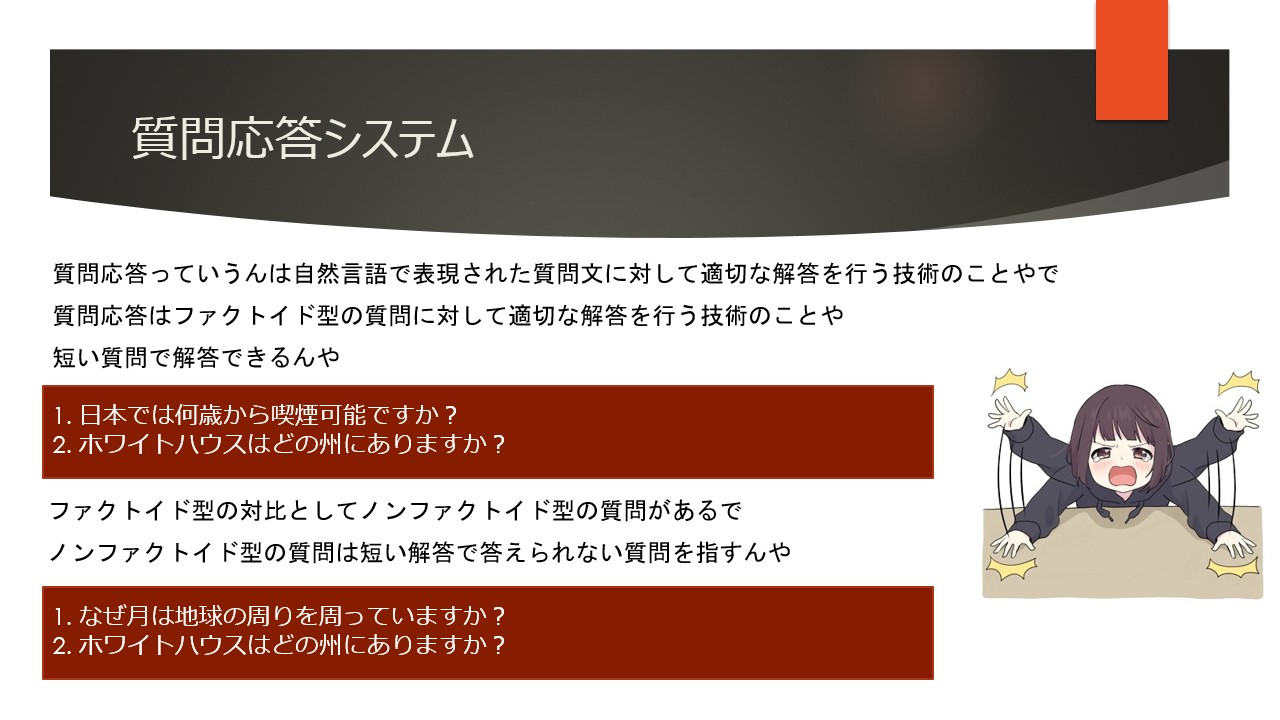 質問応答システム
質問応答っていうんは自然言語で表現された質問文に対して適切な解答を行う技術のことやで
質問応答はファクトイド型の質問に対して適切な解答を行う技術のことや
短い質問で解答できるんや
1. 日本では何歳から喫煙可能ですか？
2. ホワイトハウスはどの州にありますか？
ファクトイド型の対比としてノンファクトイド型の質問があるで
ノンファクトイド型の質問は短い解答で答えられない質問を指すんや
1. なぜ月は地球の周りを周っていますか？
2. ホワイトハウスはどの州にありますか？